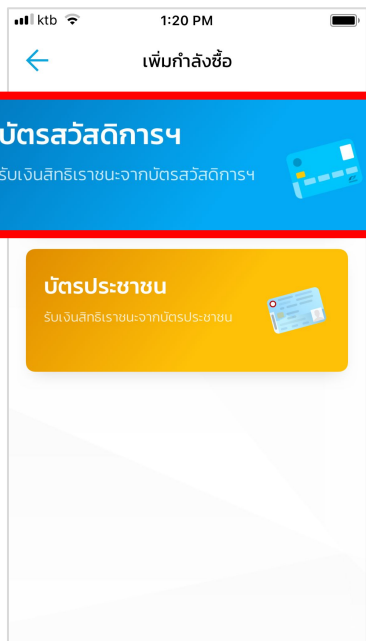 ktb 1:20 PM
เพิ่มกำลังซื้อ
บัตรสวัสดิการฯ
รับเงินสิทธิเราชนะจากบัตรสวัสดิการฯ
บัตรประชาชน
รับเงินสิทธิเราชนะจากบัตรประชาชน